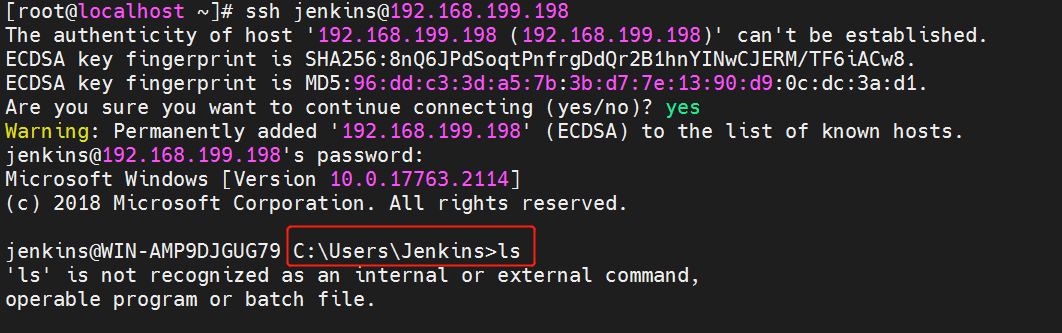 [root@localhost ~]# ssh jenkins@192.168.199.198
The authenticity of host '192.168.199.198 (192.168.199.198)' can't be established.
ECDSA key fingerprint is SHA256:8nQ6JPdSoqtPnfrgDdQr2B1hnYINwCJERM/TF6iACw8.
ECDSA key fingerprint is MD5:96:dd:c3:3d:a5:7b:3b:d7:7e:13:90:d9:0c:dc:3a:d1.
Are you sure you want to continue connecting (yes/no)? yes
Warning: Permanently added '192.168.199.198' (ECDSA) to the list of known hosts.
jenkins@192.168.199.198's password:
Microsoft Windows [Version 10.0.17763.2114]
(c) 2018 Microsoft Corporation. All rights reserved.
jenkins@WIN-AMP9DJGUG79 C:\Users\Jenkins>ls
'ls' is not recognized as an internal or external command,
operable program or batch file.